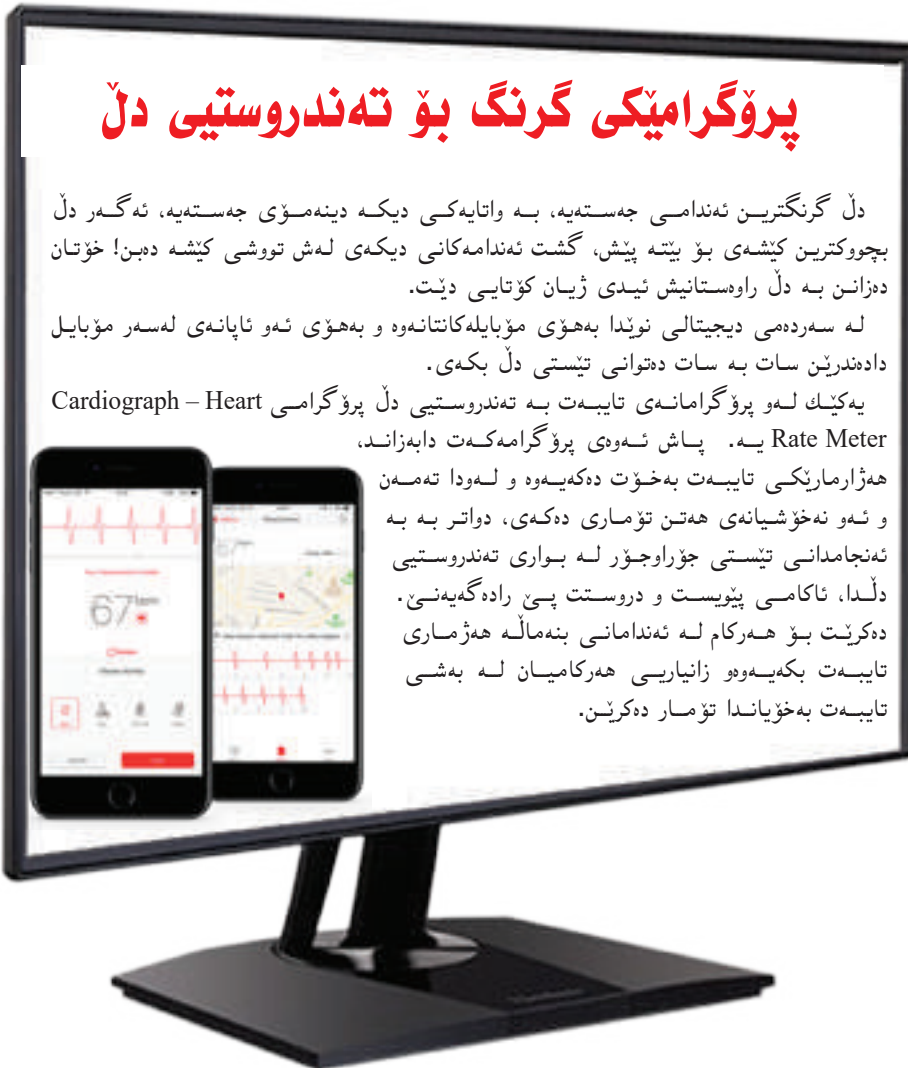 پرۆگرامێکی گرنگ بۆ تەندروستیی دڵ
دڵ گرنگترین ئەندامی جەستەیە، بە واتایەکی دیکە دینەمۆی جەستەیە، ئەگەر دڵ
بچووکترین کێشەی بۆ بێتە پێش، گشت ئەندامەکانی دیکەی لەش تووشی کێشە دەبن! خۆتان
دەزانن بە دڵ راوەستانیش ئیدی ژیان کۆتایی دێت.
لە سەردەمی دیجیتالی نوێدا بەهۆی مۆبایلەکانتانەوە و بەهۆی ئەو ئاپانەی لەسەر مۆبایل
دادەندرێن سات بە سات دەتوانی تێستی دڵ بکەی.
یەکێك لەو پرۆگرامانەی تایبەت بە تەندروستیی دڵ پرۆگرامی Cardiograph – Heart
Rate Meter یە. پاش ئەوەی پرۆگرامەکەت دابەزاند،
هەژارمارێکی تایبەت بەخۆت دەکەیەوە و لەودا تەمەن
و ئەو نەخۆشیانەی هەتن تۆماری دەکەی، دواتر بە بە
ئەنجامدانی تێستی جۆراوجۆر لە بواری تەندروستیی
دڵدا، ئاکامی پێویست و دروستت پێ رادەگەیەنێ.
دەکرێت بۆ هەرکام لە ئەندامانی بنەماڵە هەژماری
تایبەت بکەیەوەو زانیاریی هەرکامیان لە بەشی
تایبەت بەخۆیاندا تۆمار دەکرێن.
67